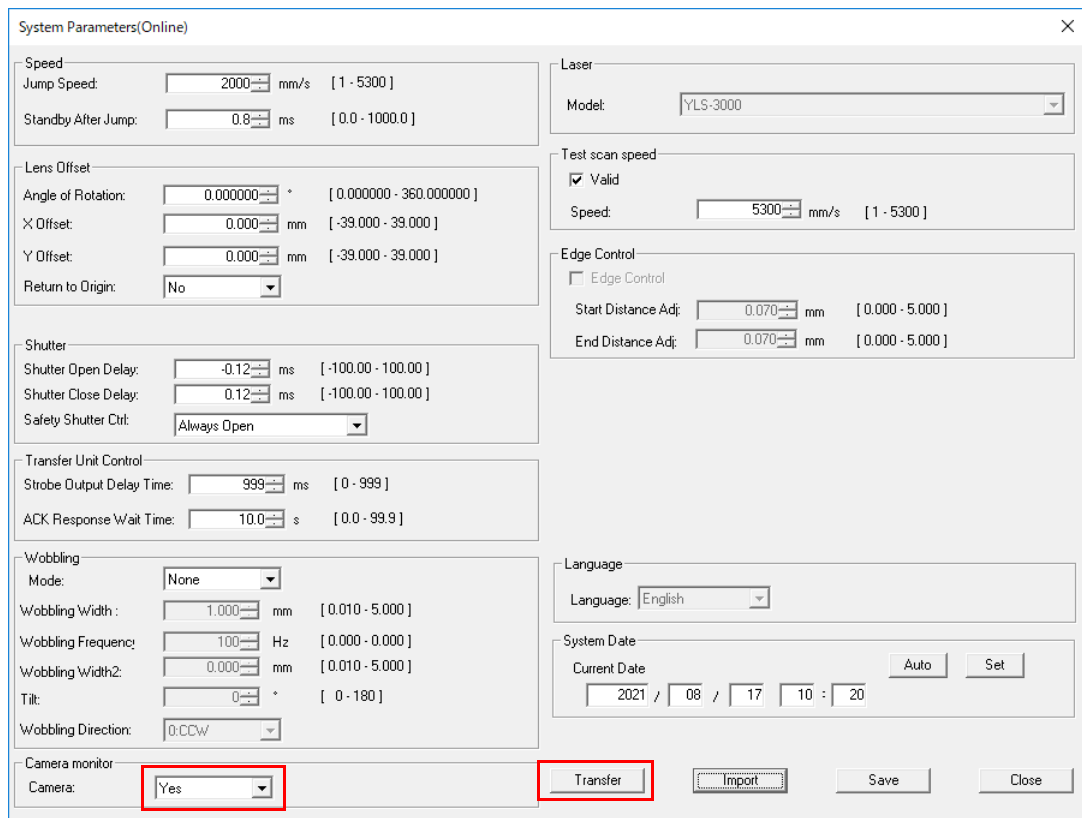 System Parameters(Online)
Speed
Jump Speed: 2000 mm/s [ 1 - 5300 ]
Standby After Jump: 0.8 ms [ 0.0 - 1000.0 ]
Lens Offset
Angle of Rotation: 0.000000 ° [ 0.000000 - 360.000000 ]
X Offset: 0.000 mm [ -39.000 - 39.000 ]
Y Offset: 0.000 mm [ -39.000 - 39.000 ]
Return to Origin: No
Shutter
Shutter Open Delay: -0.12 ms [ -100.00 - 100.00 ]
Shutter Close Delay: 0.12 ms [ -100.00 - 100.00 ]
Safety Shutter Ctrl: Always Open
Transfer Unit Control
Strobe Output Delay Time: 999 ms [ 0 - 999 ]
ACK Response Wait Time: 10.0 s [ 0.0 - 99.9 ]
Wobbling
Mode: None
Wobbling Width : 1.000 mm [ 0.010 - 5.000 ]
Wobbling Frequency 100 Hz [ 0.000 - 0.000 ]
Wobbling Width2: 0.000 mm [ 0.010 - 5.000 ]
Tilt: 0 ° [ 0 - 180 ]
Wobbling Direction: 0:CCW
Camera monitor
Camera: Yes
Laser
Model: YLS-3000
Test scan speed
Valid
Speed: 5300 mm/s [ 1 - 5300 ]
Edge Control
Edge Control
Start Distance Adj: 0.070 mm [ 0.000 - 5.000 ]
End Distance Adj: 0.070 mm [ 0.000 - 5.000 ]
Language
Language: English
System Date
Current Date Auto Set
2021 / 08 / 17 10 : 20
Transfer Import Save Close